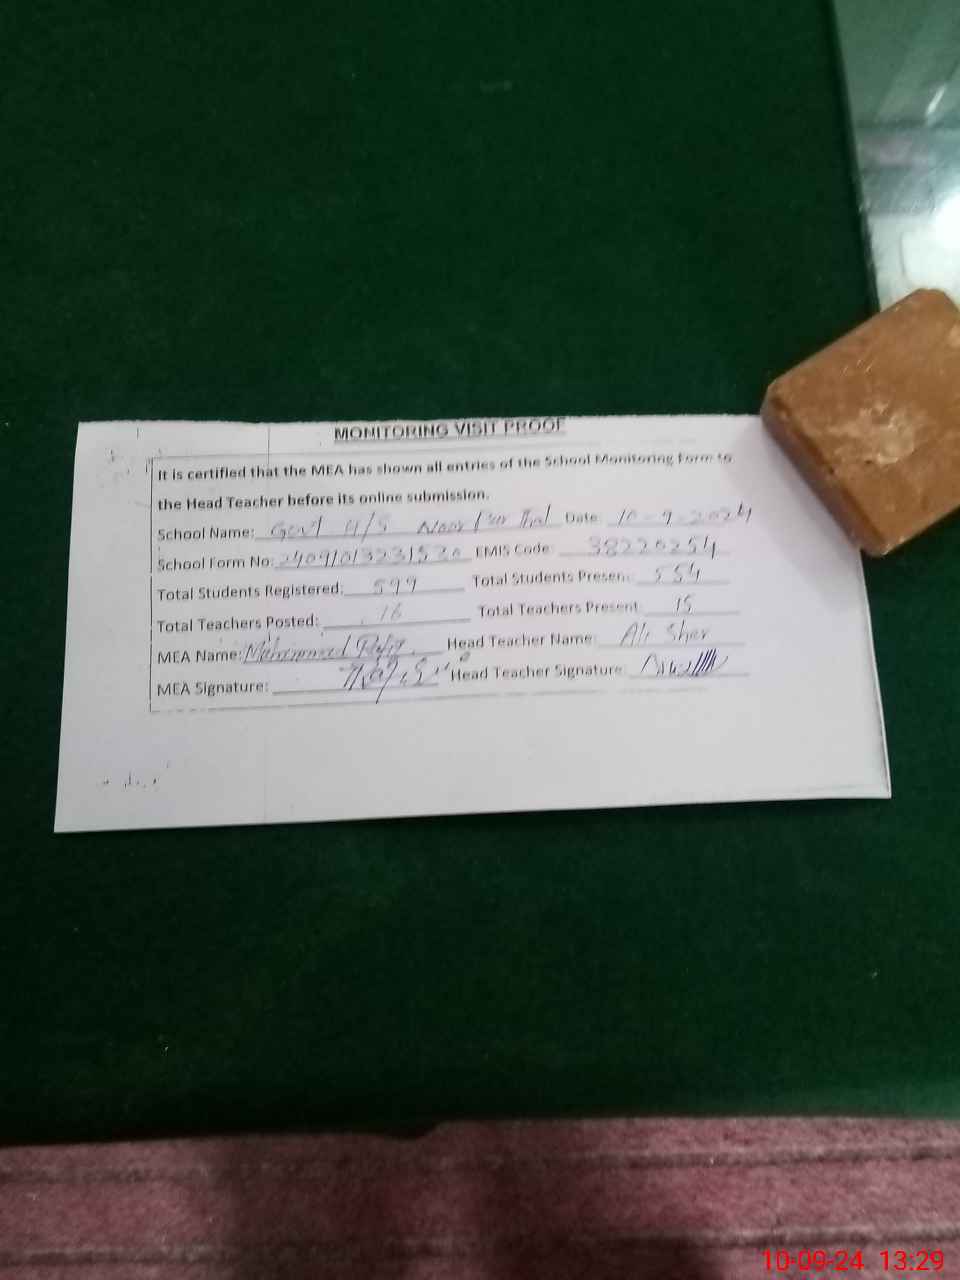 MONITORING VISIT PROOF
It is certified that the MEA has shown all entries of the School Monitoring Form to
the Head Teacher before its online submission.
School Name: Govt H/S Noor Thal Date: 10-9-2024
School Form No: EMIS Code: 38220254
Total Students Registered: 599 Total Students Present: 554
Total Teachers Posted: 16 Total Teachers Present: 15
MEA Name: Muhammad Rafiq Head Teacher Name: Ali Sher
MEA Signature: Head Teacher Signature:
10-09-24 13:29